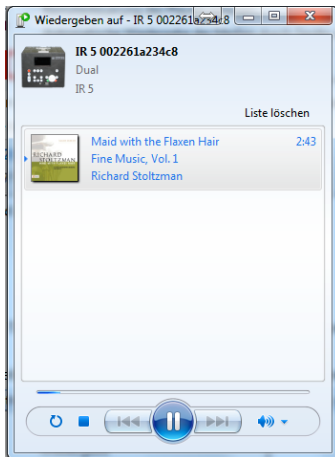 Wiedergeben auf - IR 5 002261a234c8
IR 5 002261a234c8
Dual
IR 5
Liste löschen
Maid with the Flaxen Hair 2:43
Fine Music, Vol. 1
Richard Stoltzman
RICHARD
STOLTZMAN